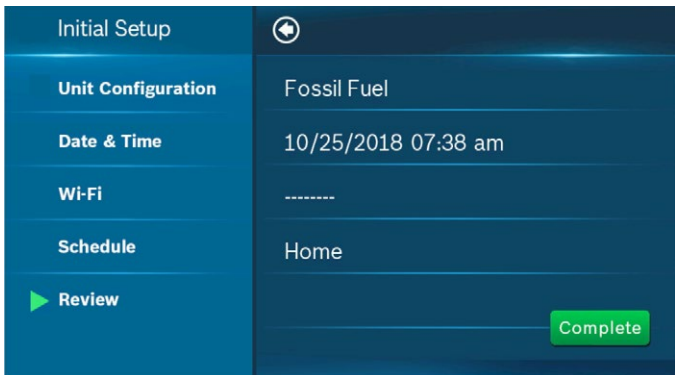 Initial Setup
Unit Configuration
Fossil Fuel
Date & Time
10/25/2018 07:38 am
Wi-Fi
--------
Schedule
Home
Review
Complete